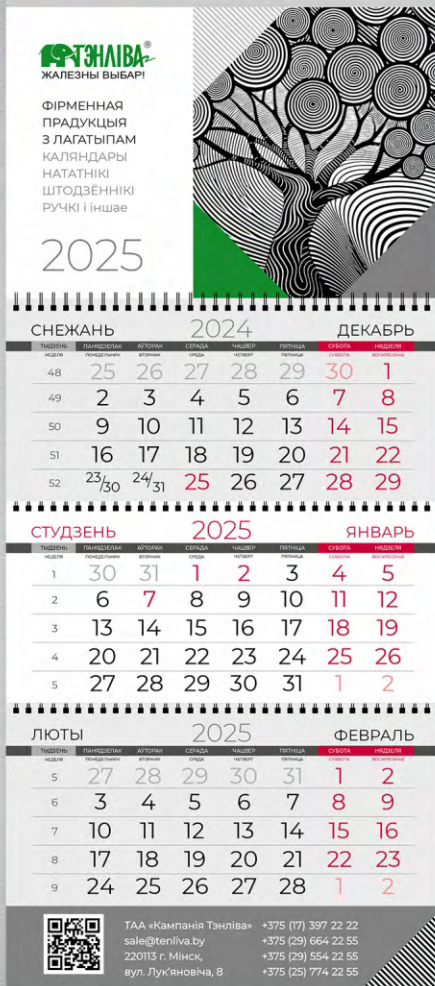 ТЭНЛІВА®
ЖАЛЕЗНЫ ВЫБАР!
ФІРМЕННАЯ
ПРАДУКЦЫЯ
З ЛАГАТЫПАМ
КАЛЯНДАРЫ
НАТАТНІКІ
ШТОДЗЁННІКІ
РУЧКІ і іншае
2025
СНЕЖАНЬ 2024 ДЕКАБРЬ
ТЫДЗЕНЬ ПАНЯДЗЕЛАК АЎТОРАК СЕРАДА ЧАЦВЕР ПЯТНІЦА СУБОТА НЯДЗЕЛЯ
НЕДЕЛЯ ПОНЕДЕЛЬНИК ВТОРНИК СРЕДА ЧЕТВЕРГ ПЯТНИЦА СУББОТА ВОСКРЕСЕНЬЕ
48 25 26 27 28 29 30 1
49 2 3 4 5 6 7 8
50 9 10 11 12 13 14 15
51 16 17 18 19 20 21 22
52 23/30 24/31 25 26 27 28 29
СТУДЗЕНЬ 2025 ЯНВАРЬ
ТЫДЗЕНЬ ПАНЯДЗЕЛАК АЎТОРАК СЕРАДА ЧАЦВЕР ПЯТНІЦА СУБОТА НЯДЗЕЛЯ
НЕДЕЛЯ ПОНЕДЕЛЬНИК ВТОРНИК СРЕДА ЧЕТВЕРГ ПЯТНИЦА СУББОТА ВОСКРЕСЕНЬЕ
1 30 31 1 2 3 4 5
2 6 7 8 9 10 11 12
3 13 14 15 16 17 18 19
4 20 21 22 23 24 25 26
5 27 28 29 30 31 1 2
ЛЮТЫ 2025 ФЕВРАЛЬ
ТЫДЗЕНЬ ПАНЯДЗЕЛАК АЎТОРАК СЕРАДА ЧАЦВЕР ПЯТНІЦА СУБОТА НЯДЗЕЛЯ
НЕДЕЛЯ ПОНЕДЕЛЬНИК ВТОРНИК СРЕДА ЧЕТВЕРГ ПЯТНИЦА СУББОТА ВОСКРЕСЕНЬЕ
5 27 28 29 30 31 1 2
6 3 4 5 6 7 8 9
7 10 11 12 13 14 15 16
8 17 18 19 20 21 22 23
9 24 25 26 27 28 1 2
ТАА «Кампанія Тэнліва» +375 (17) 397 22 22
sale@tenliva.by +375 (29) 664 22 55
220113 г. Мінск, +375 (29) 554 22 55
вул. Лук'яновіча, 8 +375 (25) 774 22 55